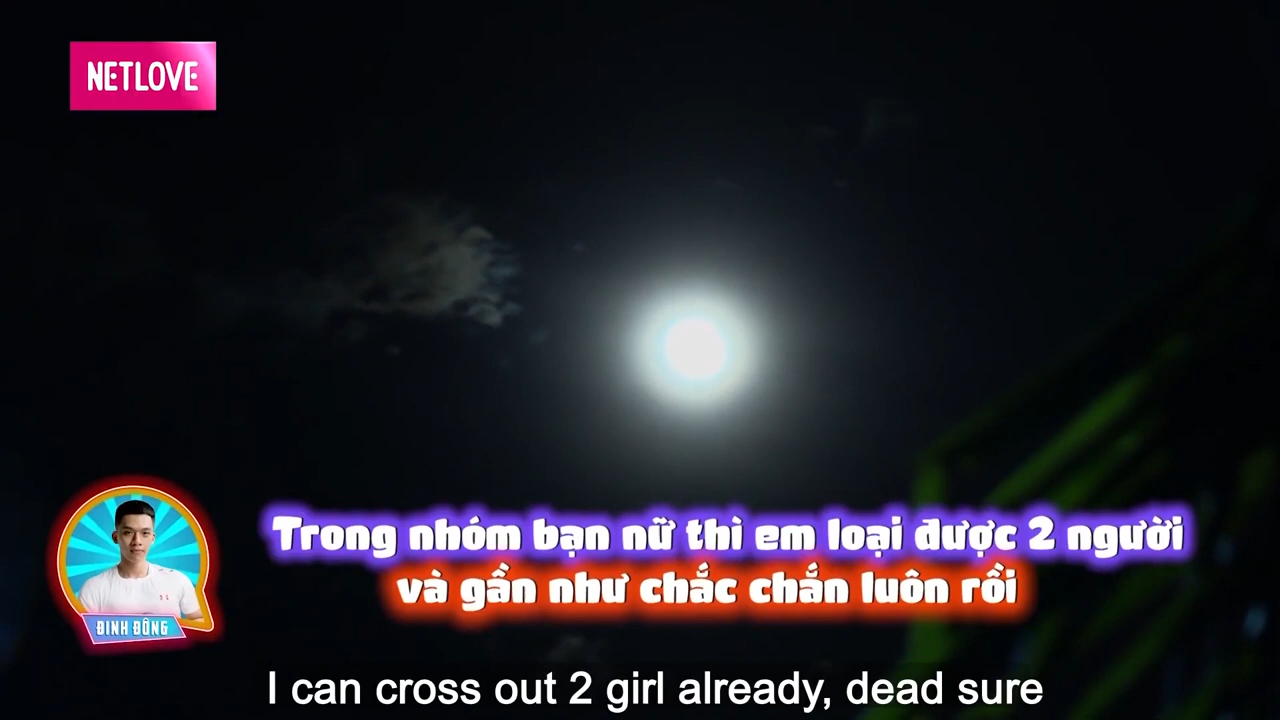 NETLOVE
Trong nhóm bạn nữ thì em loại được 2 người
và gần như chắc chắn luôn rồi
ĐINH ĐÔNG
I can cross out 2 girl already, dead sure